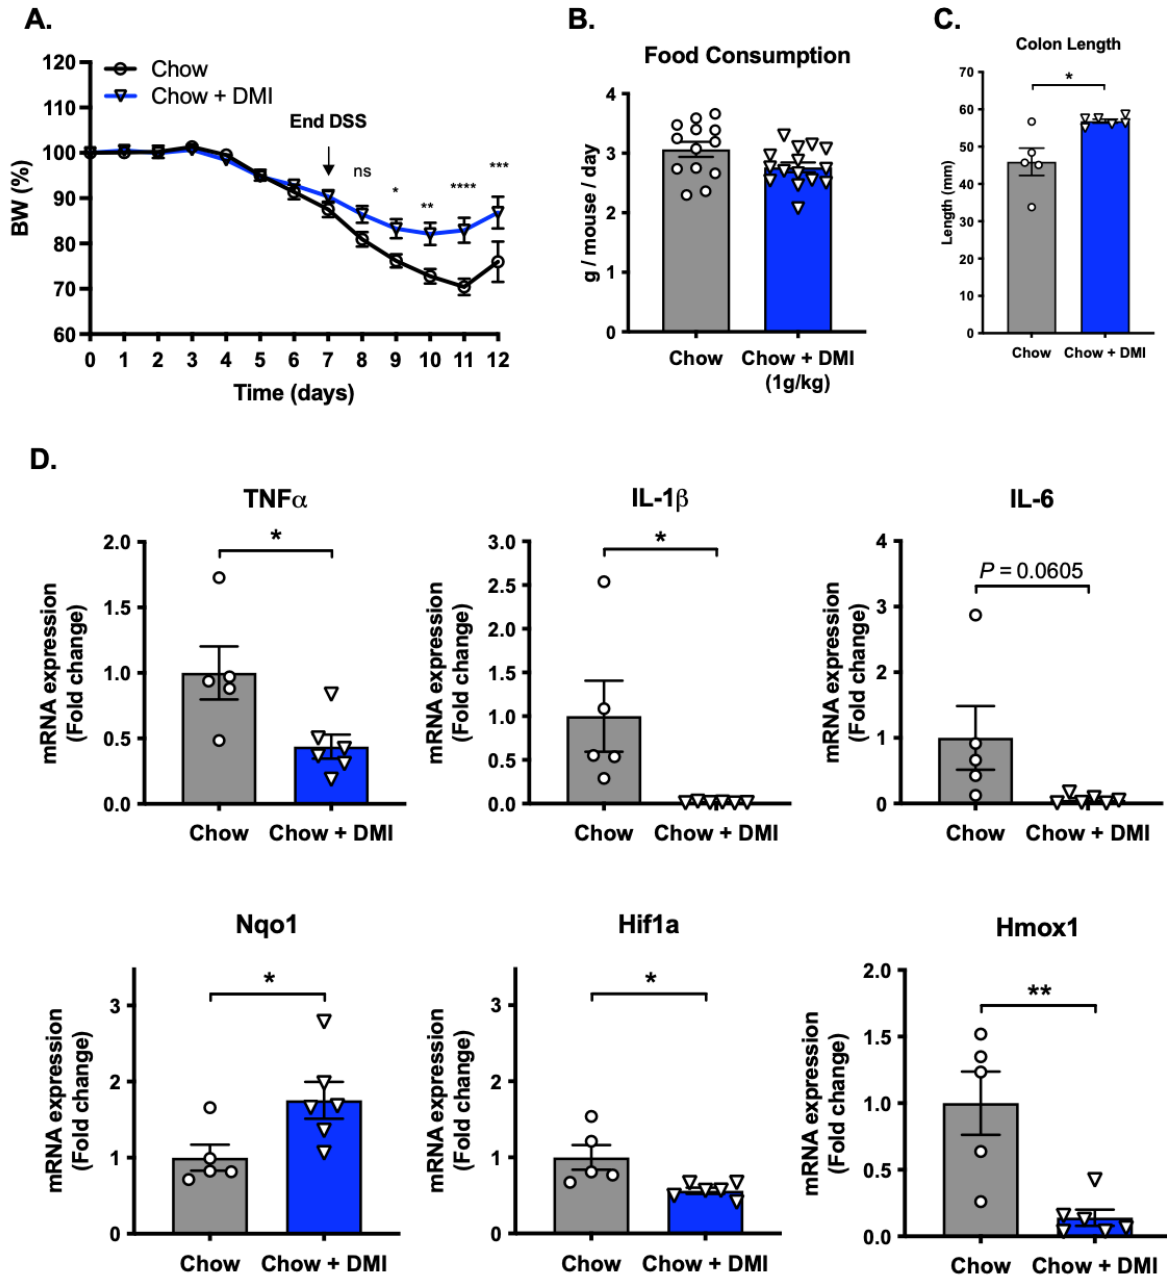 A.
120
110
100
90
80
70
60
BW (%)
Chow
Chow + DMI
End DSS
ns
*
**
****
***
0 1 2 3 4 5 6 7 8 9 10 11 12
Time (days)
B.
Food Consumption
4
3
2
1
0
g / mouse / day
Chow
Chow + DMI
(1g/kg)
C.
Colon Length
*
70
60
50
40
30
20
10
0
Length (mm)
Chow
Chow + DMI
D.
TNFα
*
2.0
1.5
1.0
0.5
0.0
mRNA expression
(Fold change)
Chow
Chow + DMI
IL-1β
*
3.0
2.5
2.0
1.5
1.0
0.5
0.0
mRNA expression
(Fold change)
Chow
Chow + DMI
IL-6
P = 0.0605
4
3
2
1
0
mRNA expression
(Fold change)
Chow
Chow + DMI
Nqo1
*
3
2
1
0
mRNA expression
(Fold change)
Chow
Chow + DMI
Hif1a
*
3
2
1
0
mRNA expression
(Fold change)
Chow
Chow + DMI
Hmox1
**
2.0
1.5
1.0
0.5
0.0
mRNA expression
(Fold change)
Chow
Chow + DMI